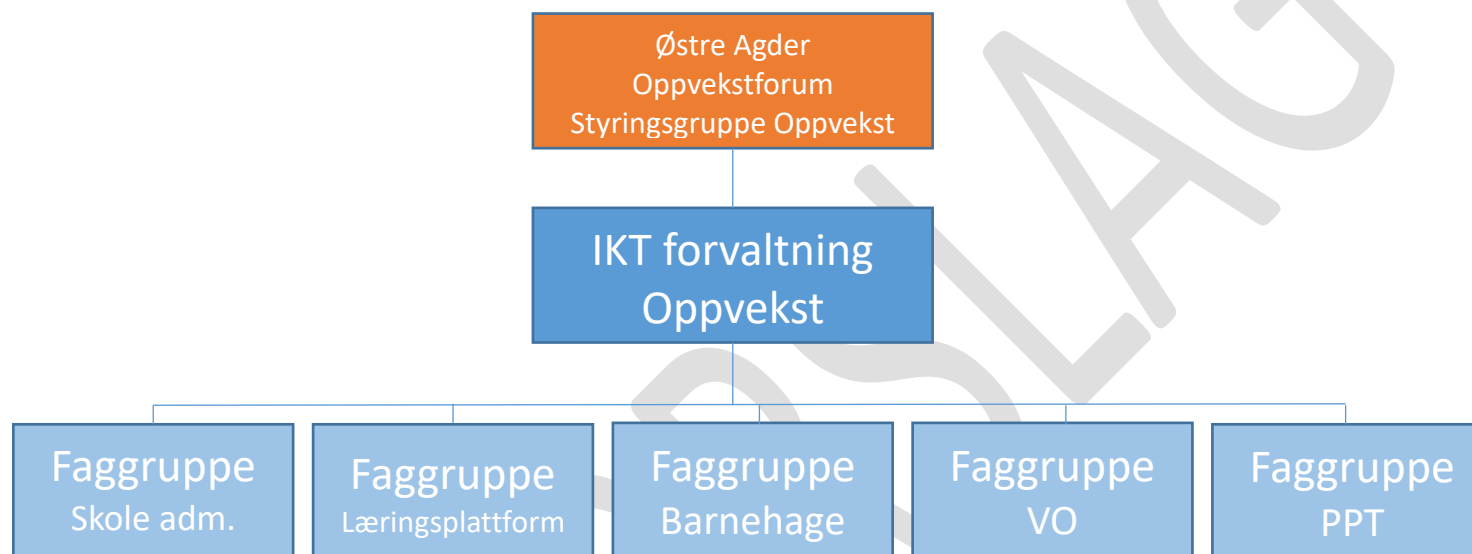 Østre Agder
Oppvekstforum
Styringsgruppe Oppvekst
IKT forvaltning
Oppvekst
Faggruppe
Skole adm.
Faggruppe
Læringsplattform
Faggruppe
Barnehage
Faggruppe
VO
Faggruppe
PPT